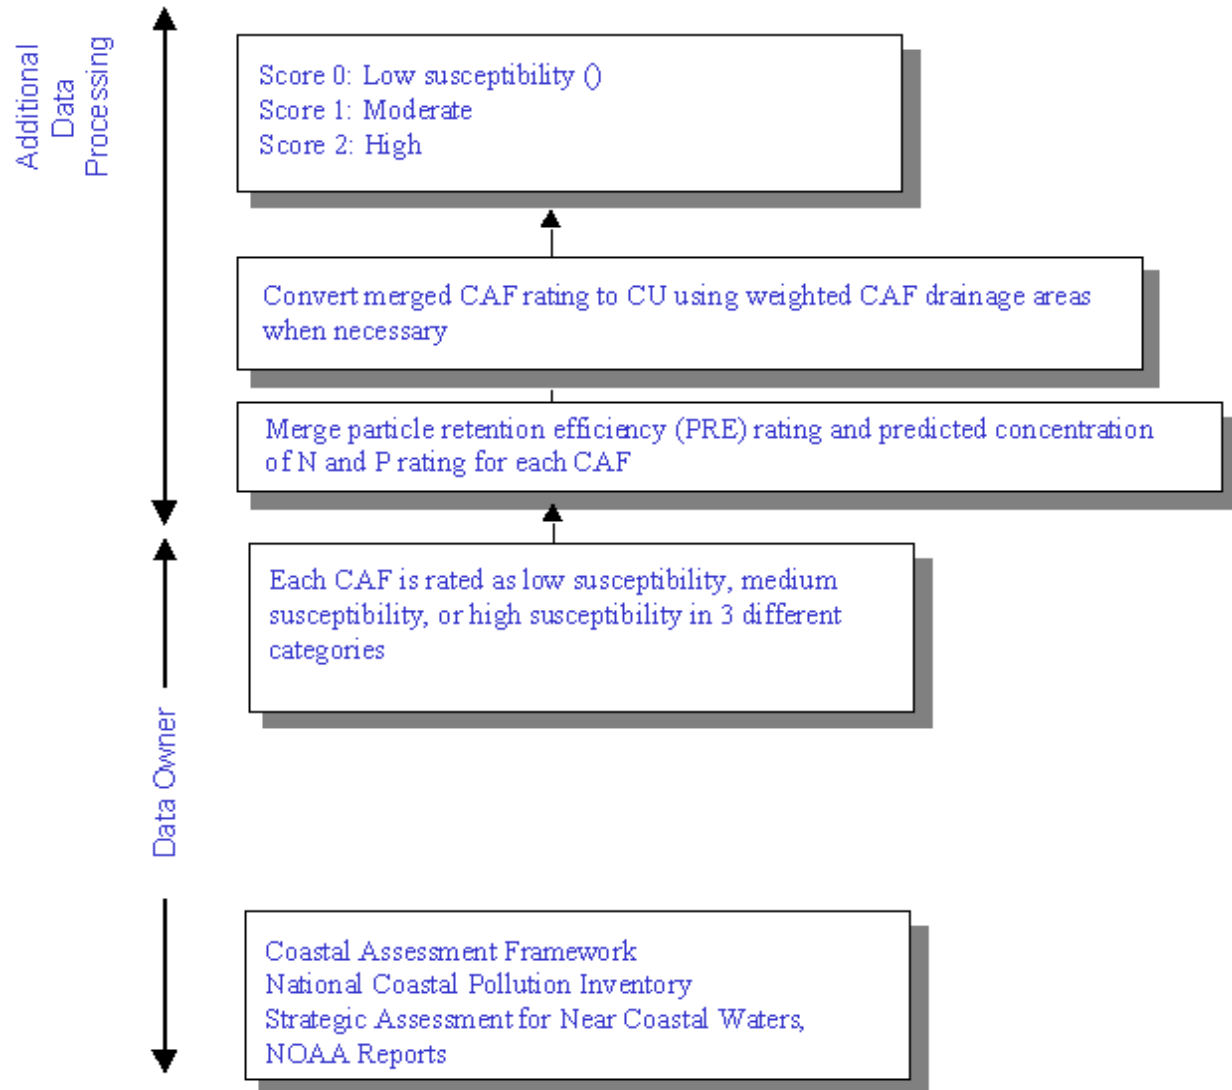 Additional
Data
Processing
Score 0: Low susceptibility ()
Score 1: Moderate
Score 2: High
Convert merged CAF rating to CU using weighted CAF drainage areas
when necessary
Merge particle retention efficiency (PRE) rating and predicted concentration
of N and P rating for each CAF
Each CAF is rated as low susceptibility, medium
susceptibility, or high susceptibility in 3 different
categories
Data Owner
Coastal Assessment Framework
National Coastal Pollution Inventory
Strategic Assessment for Near Coastal Waters,
NOAA Reports